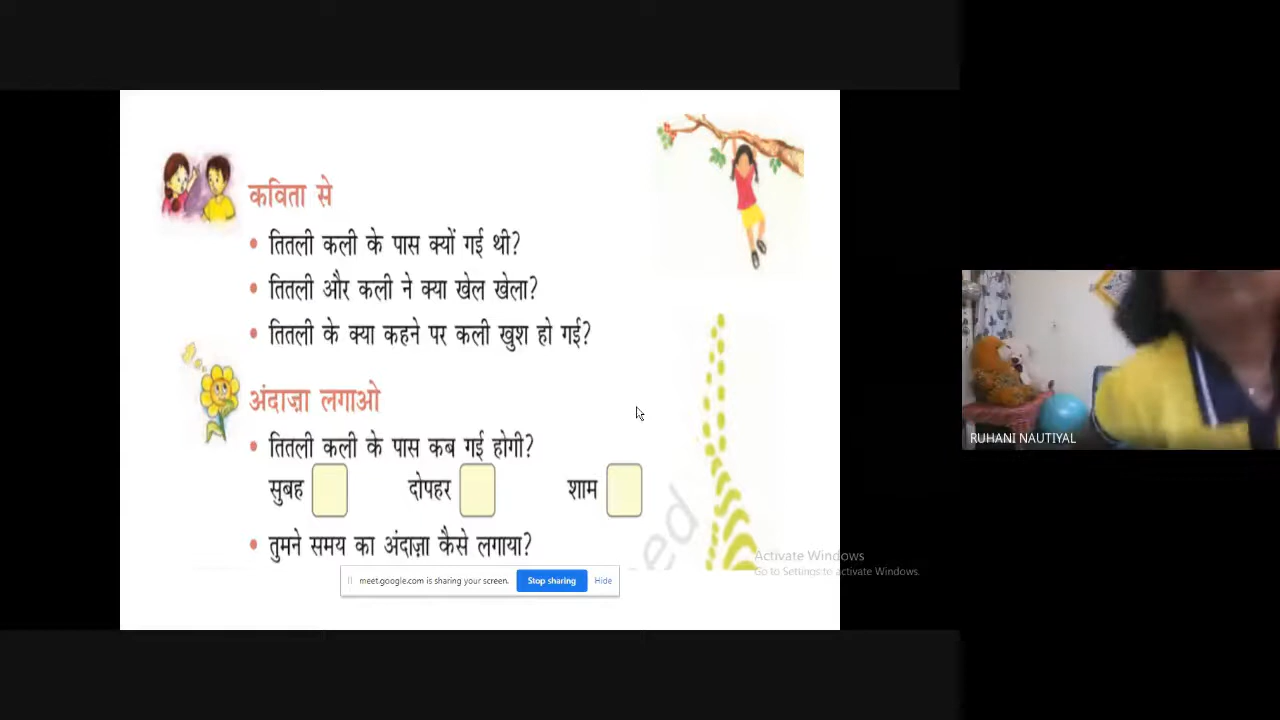 कविता से
• तितली कली के पास क्यों गई थी?
• तितली और कली ने क्या खेल खेला?
• तितली के क्या कहने पर कली खुश हो गई?
अंदाज़ा लगाओ
• तितली कली के पास कब गई होगी?
सुबह दोपहर शाम
• तुमने समय का अंदाज़ा कैसे लगाया?
meet.google.com is sharing your screen. Stop sharing Hide
ed
Activate Windows
Go to Settings to activate Windows.
RUHANI NAUTIYAL